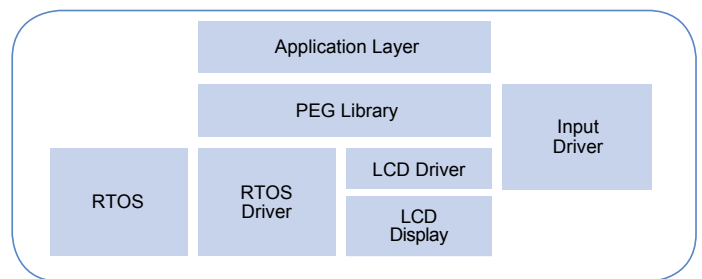 Application Layer
PEG Library
Input
Driver
RTOS
RTOS
Driver
LCD Driver
LCD
Display